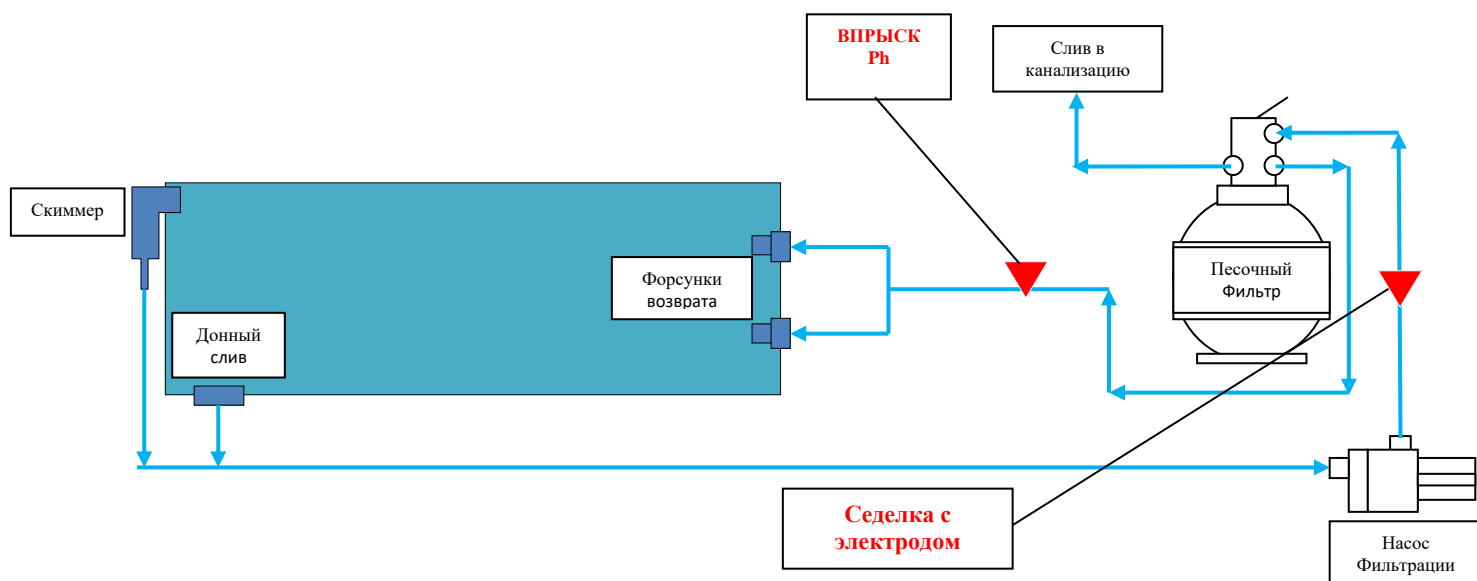 ВПРЫСК
Ph
Слив в
канализацию
Скиммер
Форсунки
возврата
Песочный
Фильтр
Донный
слив
Седелка с
электродом
Насос
Фильтрации